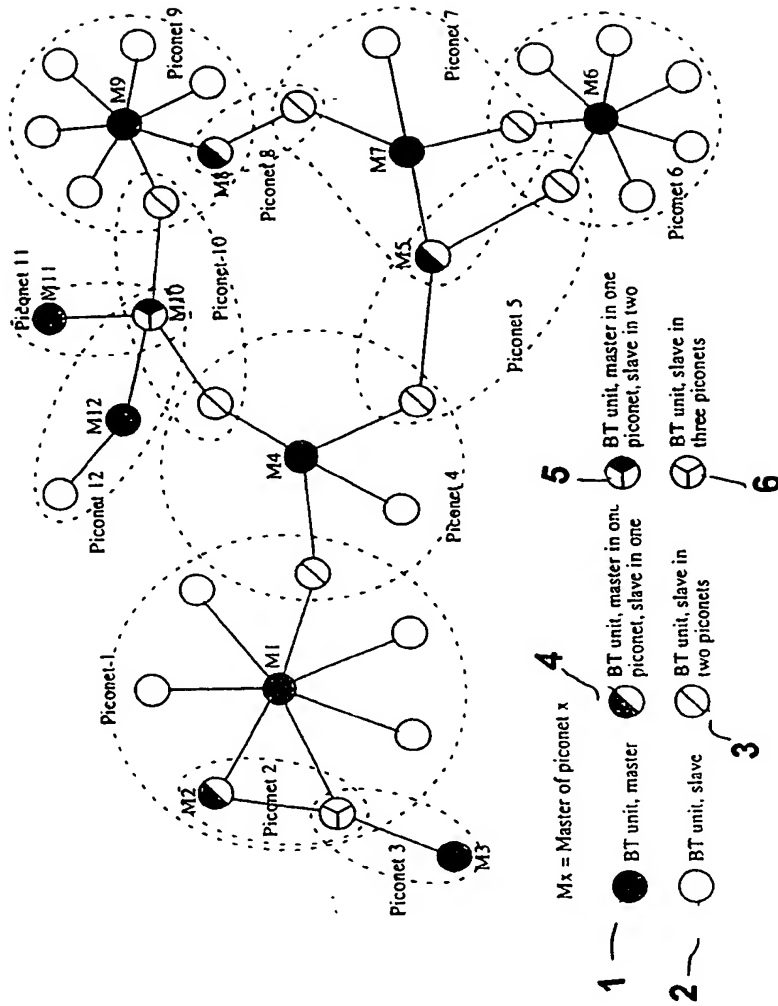 Piconet 11
M11
Piconet 12
M12
Piconet-1
M9
Piconet 9
M10
M2
M8
Piconet-10
Piconet 8
M1
Piconet 2
M4
M7
Piconet 3
M5
Piconet 4
Piconet 7
M3
Piconet 5
M6
Piconet 6
Mx = Master of piconet x
1
BT unit, master
4
BT unit, master in one
piconet, slave in one
5
BT unit, master in one
piconet, slave in two
2
BT unit, slave
3
BT unit, slave in
two piconets
6
BT unit, slave in
three piconets